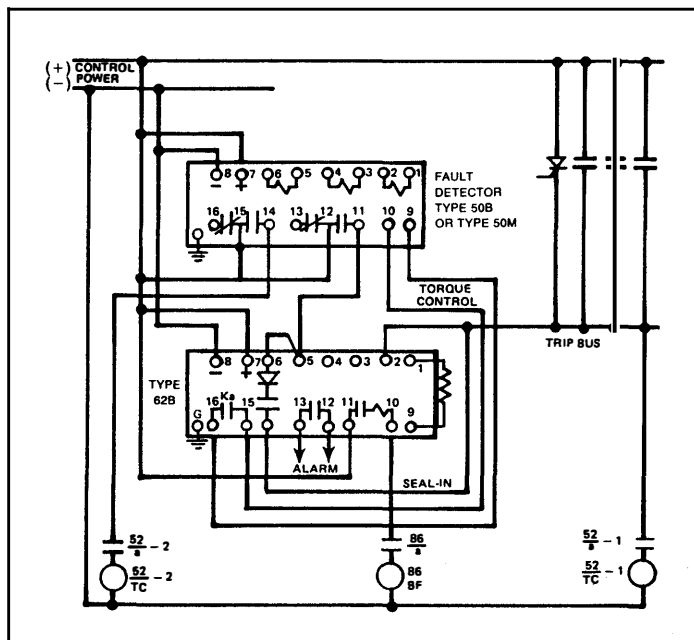 (+) CONTROL
(−) POWER
8 7 6 5 4 3 2 1
− +
FAULT
DETECTOR
TYPE 50B
OR TYPE 50M
16 15 14 13 12 11 10 9
TORQUE
CONTROL
TRIP BUS
8 7 6 5 4 3 2 1
− +
TYPE
62B
16 Ka 15 13 12 11 10 9
G
ALARM
SEAL-IN
52/a - 2
86/a
52/a - 1
52/TC - 2
86
BF
52/TC - 1